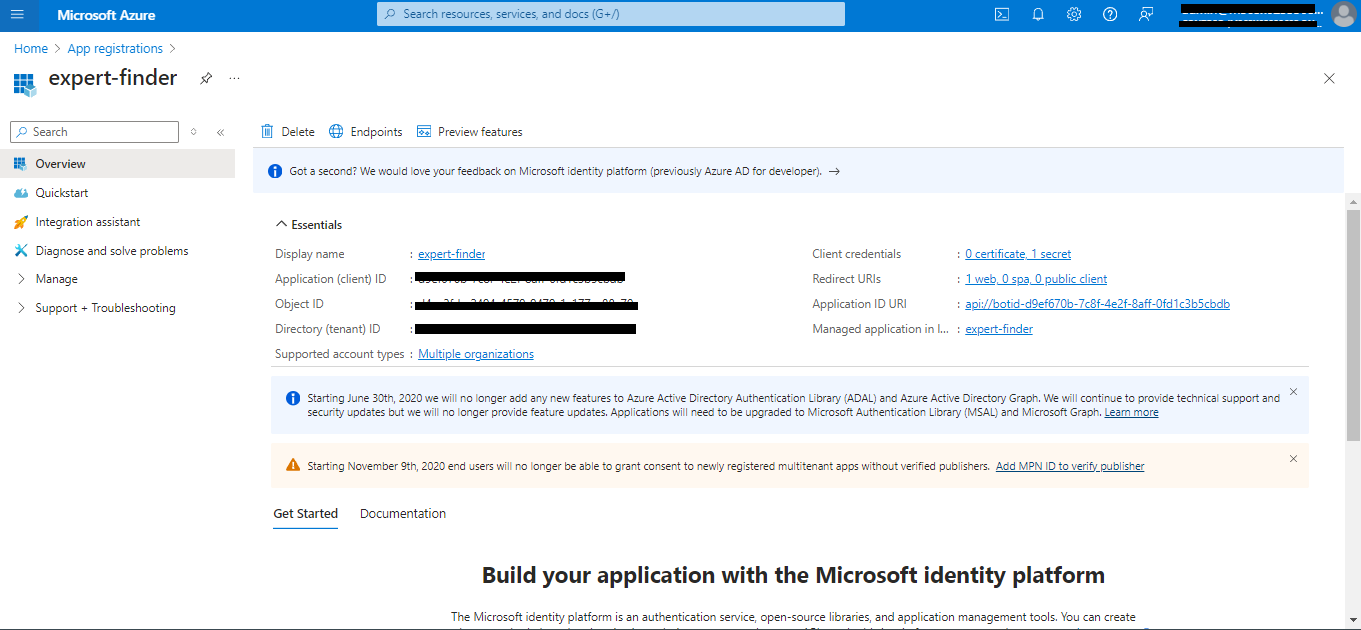 Microsoft Azure
Search resources, services, and docs (G+/)
Home > App registrations >
expert-finder
Search
Overview
Quickstart
Integration assistant
Diagnose and solve problems
Manage
Support + Troubleshooting
Delete
Endpoints
Preview features
Got a second? We would love your feedback on Microsoft identity platform (previously Azure AD for developer). →
Essentials
Display name : expert-finder
Application (client) ID :
Object ID :
Directory (tenant) ID :
Supported account types : Multiple organizations
Client credentials : 0 certificate, 1 secret
Redirect URIs : 1 web, 0 spa, 0 public client
Application ID URI : api://botid-d9ef670b-7c8f-4e2f-8aff-0fd1c3b5cbdb
Managed application in l... : expert-finder
Starting June 30th, 2020 we will no longer add any new features to Azure Active Directory Authentication Library (ADAL) and Azure Active Directory Graph. We will continue to provide technical support and
security updates but we will no longer provide feature updates. Applications will need to be upgraded to Microsoft Authentication Library (MSAL) and Microsoft Graph. Learn more
Starting November 9th, 2020 end users will no longer be able to grant consent to newly registered multitenant apps without verified publishers. Add MPN ID to verify publisher
Get Started
Documentation
Build your application with the Microsoft identity platform
The Microsoft identity platform is an authentication service, open-source libraries, and application management tools. You can create